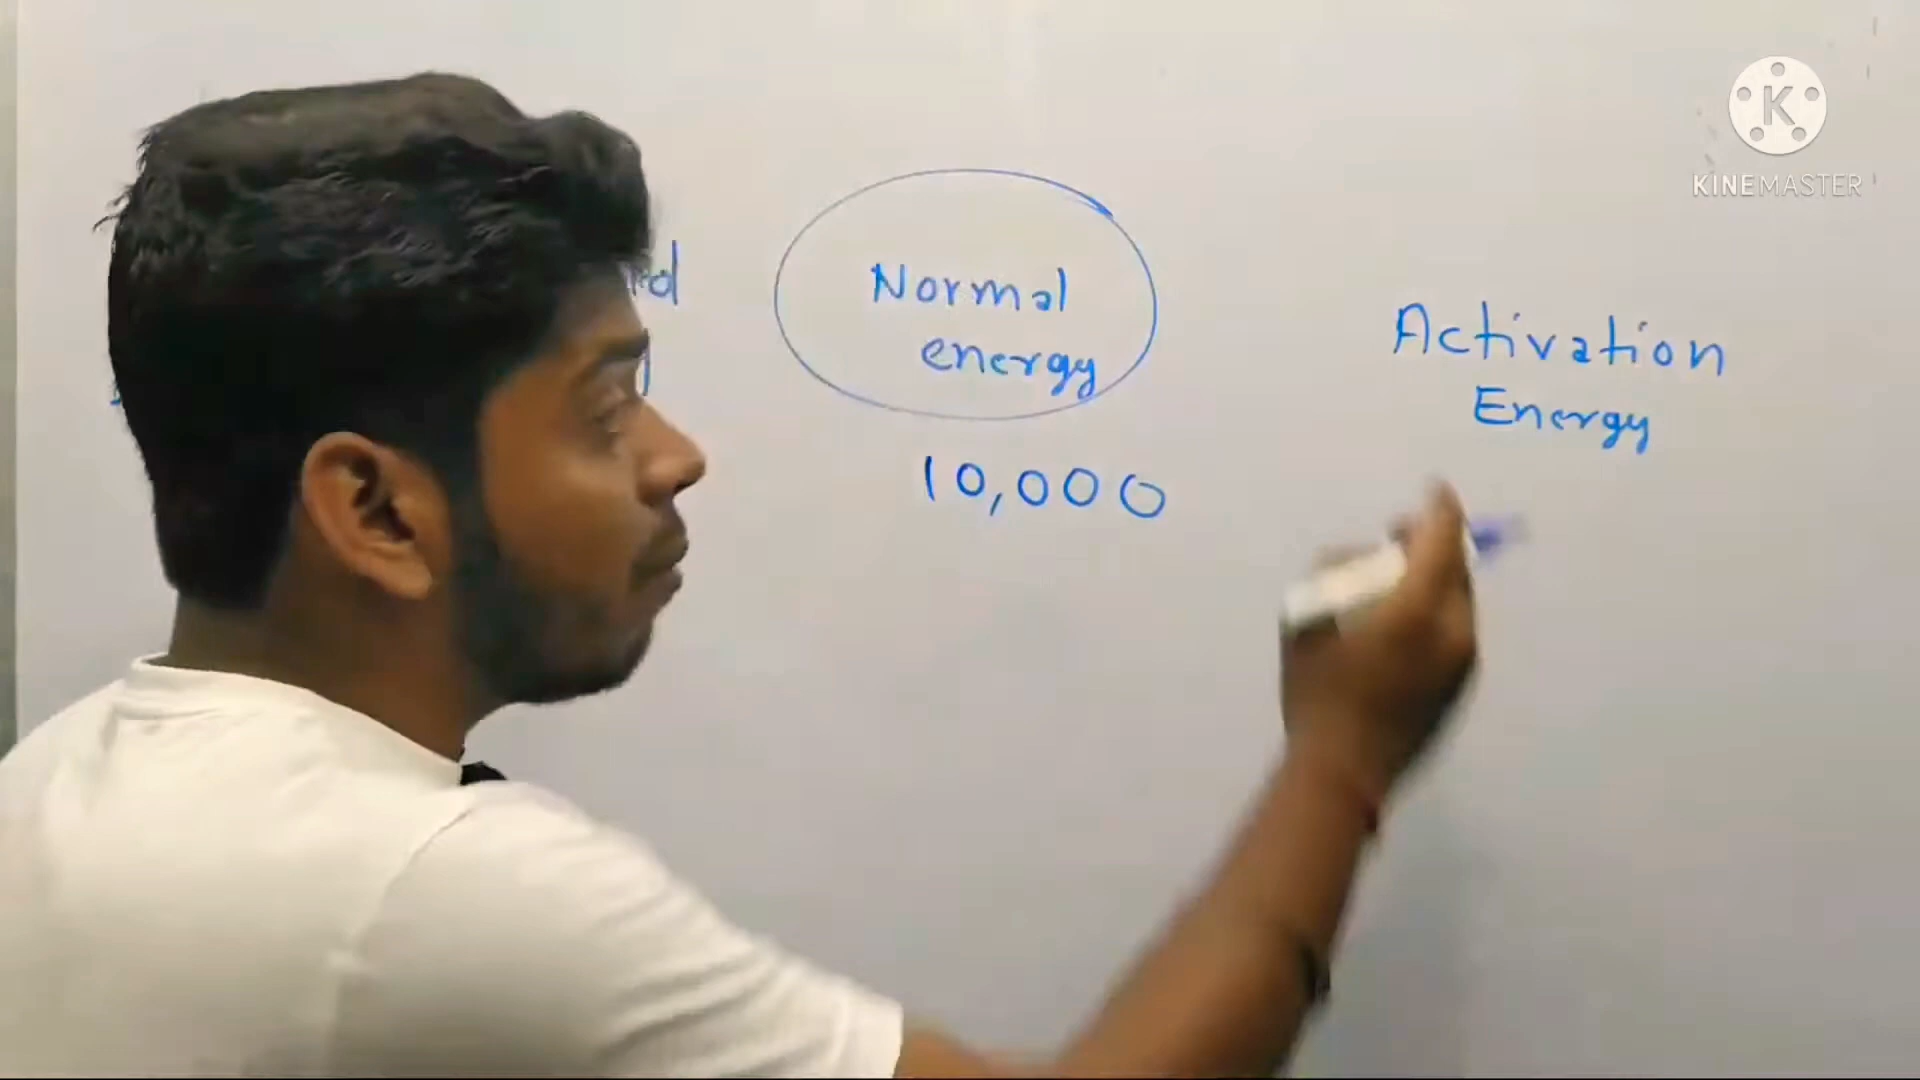 Normal
energy
10,000
Activation
Energy
K
KINEMASTER